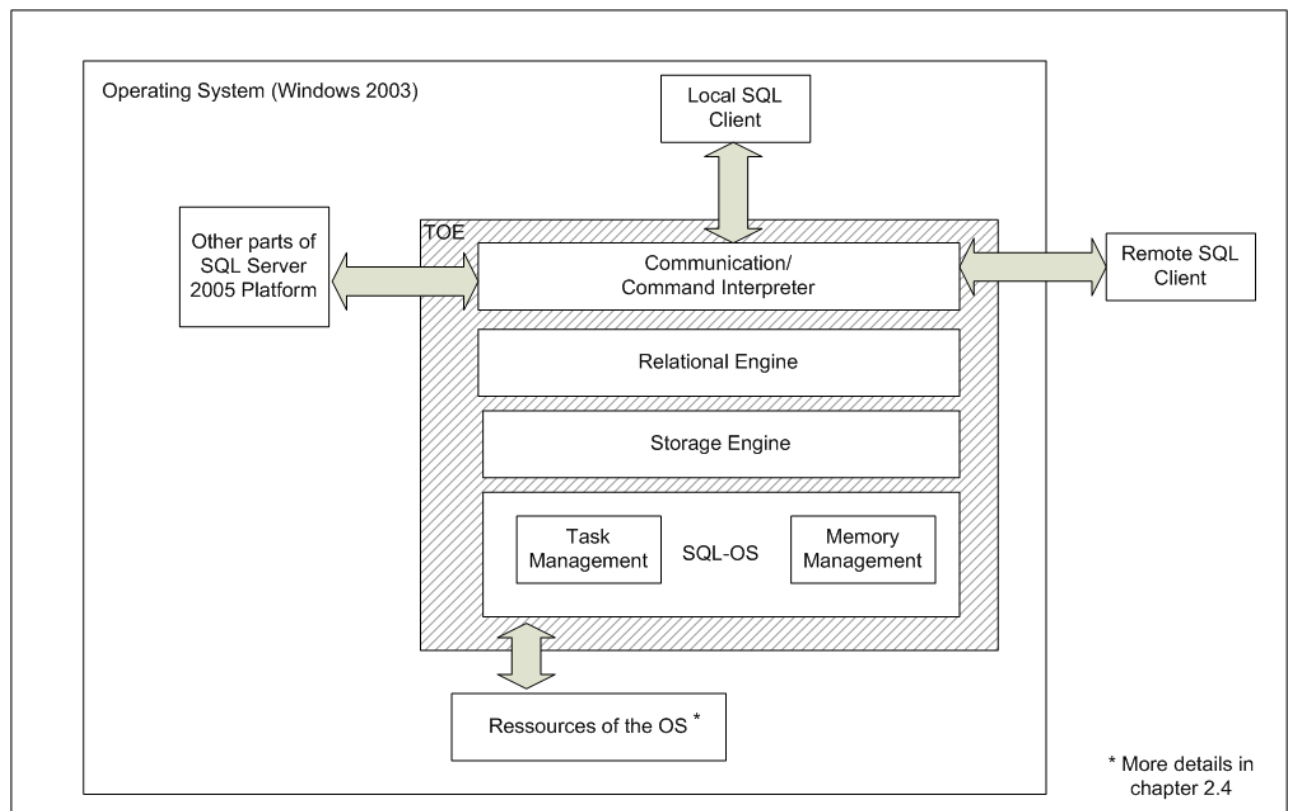 Operating System (Windows 2003)
Local SQL
Client
Other parts of
SQL Server
2005 Platform
TOE
Communication/
Command Interpreter
Remote SQL
Client
Relational Engine
Storage Engine
Task
Management
SQL-OS
Memory
Management
Ressources of the OS *
* More details in
chapter 2.4